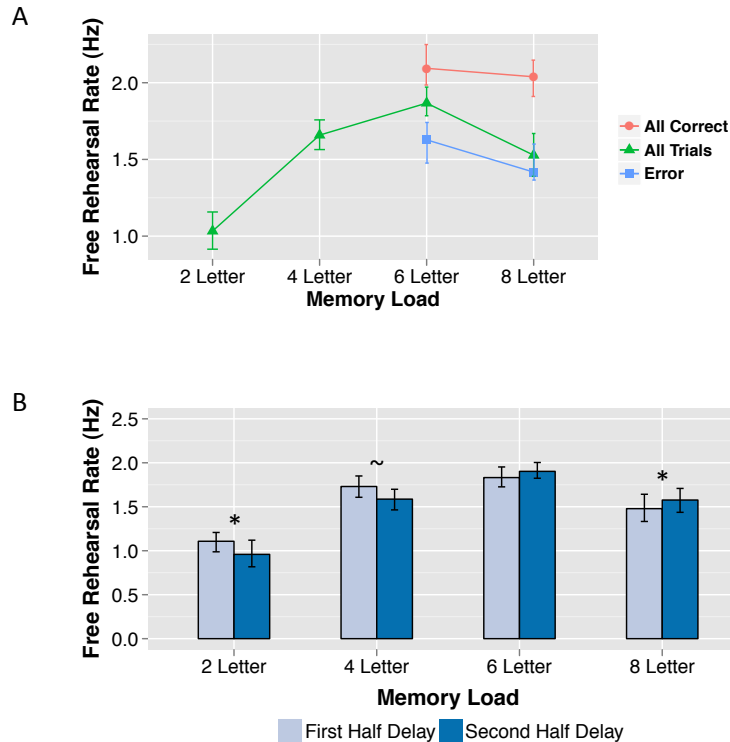 A
Free Rehearsal Rate (Hz)
2.0
1.5
1.0
2 Letter 4 Letter 6 Letter 8 Letter
Memory Load
All Correct
All Trials
Error
B
Free Rehearsal Rate (Hz)
2.5
2.0
1.5
1.0
0.5
0.0
* ~ *
2 Letter 4 Letter 6 Letter 8 Letter
Memory Load
First Half Delay Second Half Delay